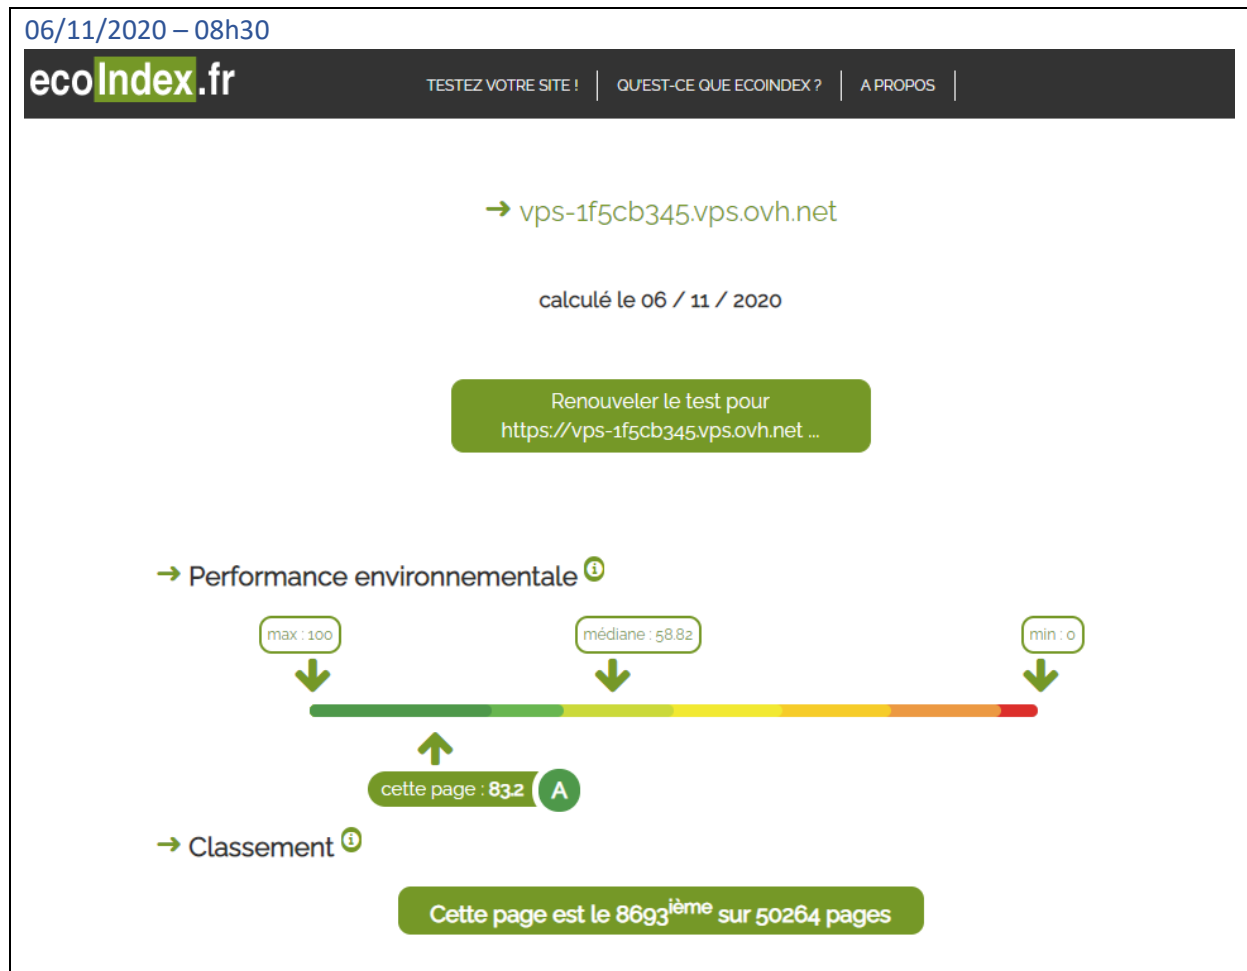 06/11/2020 – 08h30
ecoIndex.fr
TESTEZ VOTRE SITE !
QU'EST-CE QUE ECOINDEX ?
A PROPOS
➞ vps-1f5cb345.vps.ovh.net
calculé le 06 / 11 / 2020
Renouveler le test pour
https://vps-1f5cb345.vps.ovh.net ...
➞ Performance environnementale
max : 100
médiane : 58.82
min : 0
cette page : 83.2 A
➞ Classement
Cette page est le 8693ième sur 50264 pages